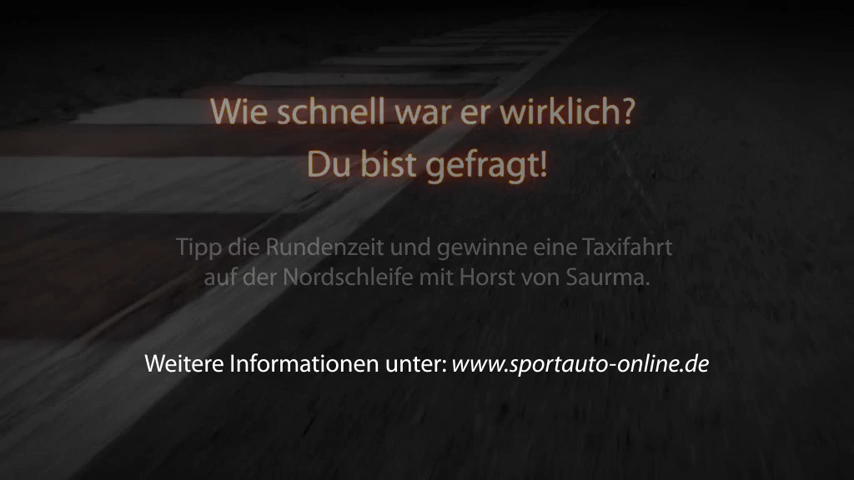 Wie schnell war er wirklich?
Du bist gefragt!
Tipp die Rundenzeit und gewinne eine Taxifahrt
auf der Nordschleife mit Horst von Saurma.
Weitere Informationen unter: www.sportauto-online.de